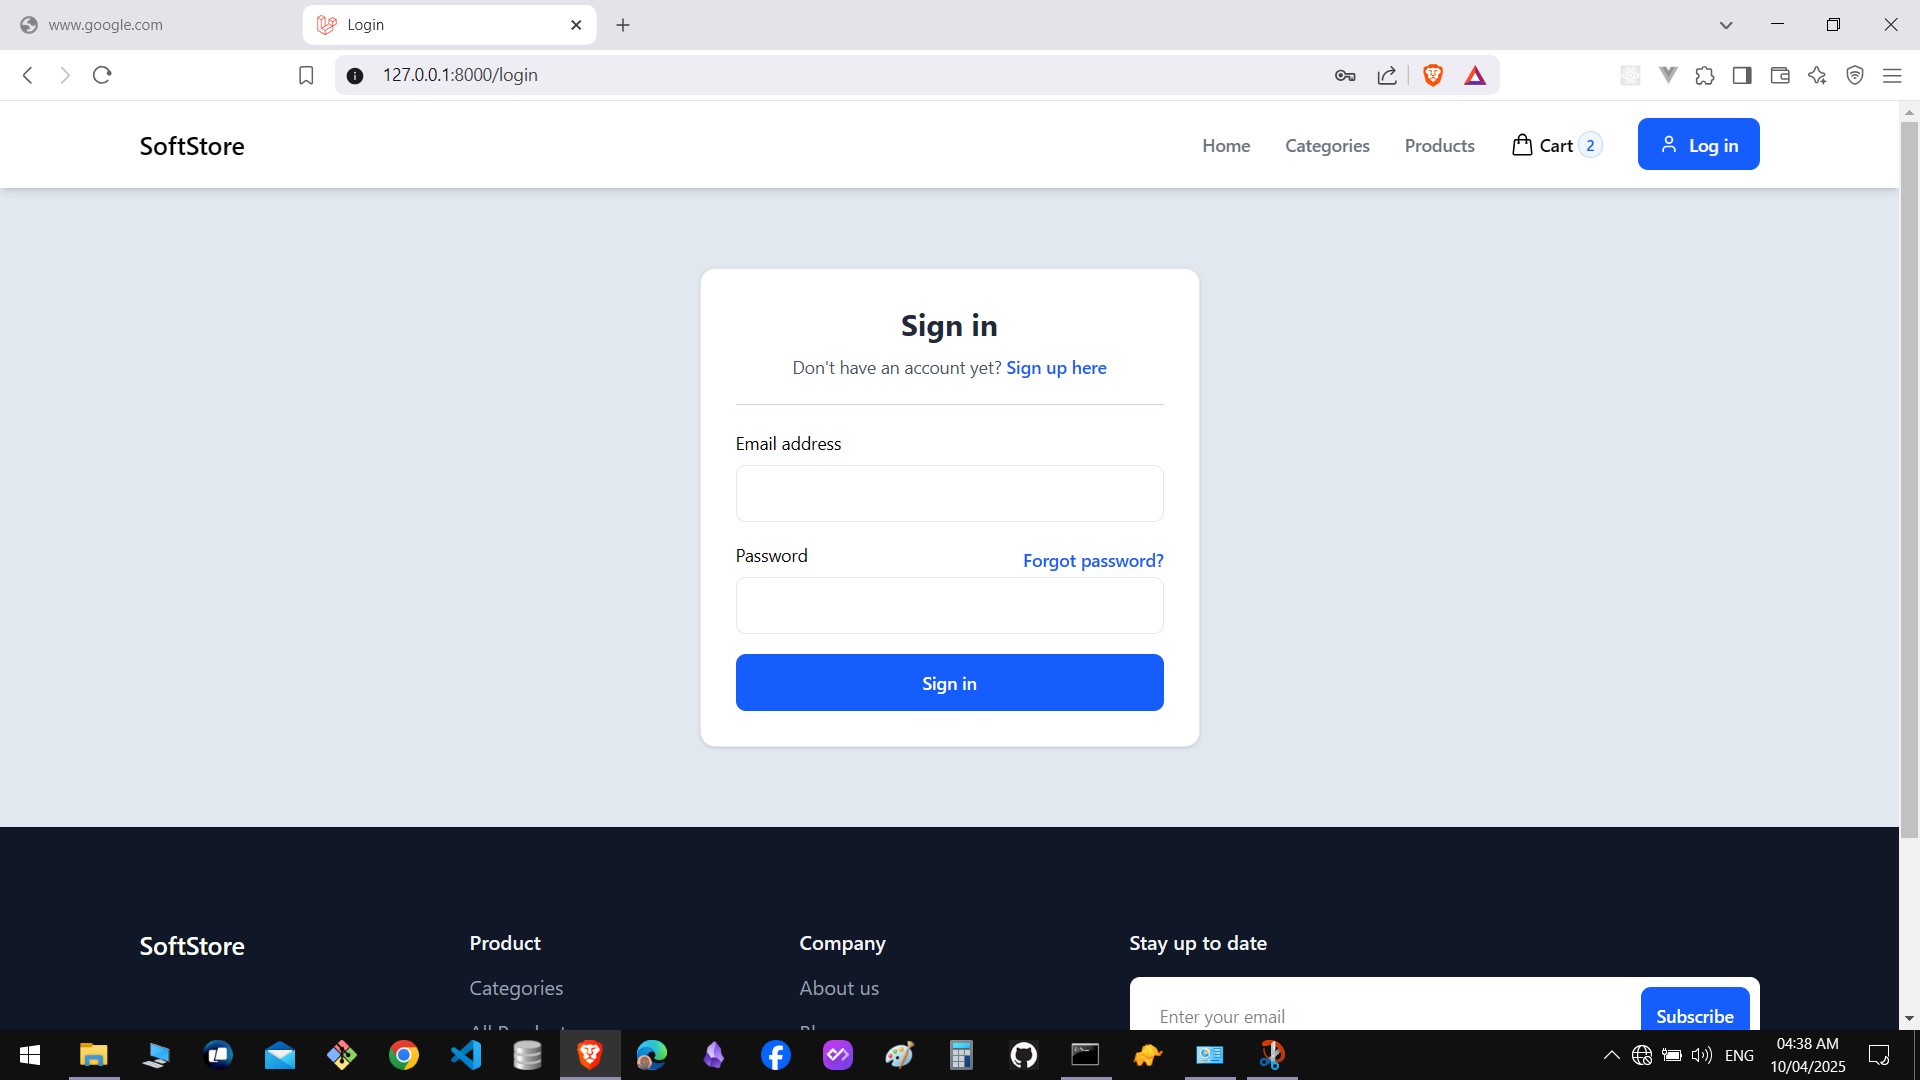 www.google.com
Login
127.0.0.1:8000/login
SoftStore
Home
Categories
Products
Cart 2
Log in
Sign in
Don't have an account yet? Sign up here
Email address
Password
Forgot password?
Sign in
SoftStore
Product
Company
Stay up to date
Categories
About us
Enter your email
Subscribe
ENG
04:38 AM
10/04/2025